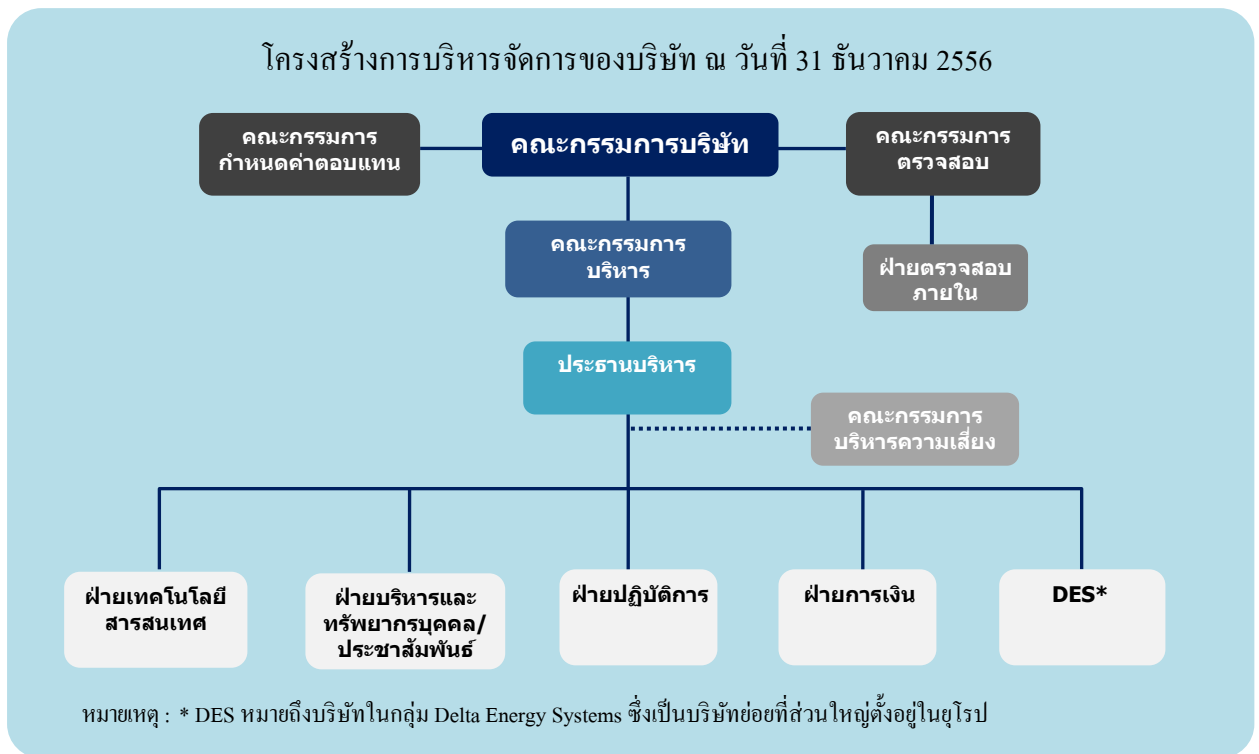 โครงสร้างการบริหารจัดการของบริษัท ณ วันที่ 31 ธันวาคม 2556
คณะกรรมการ
กำหนดค่าตอบแทน
คณะกรรมการบริษัท
คณะกรรมการ
ตรวจสอบ
คณะกรรมการ
บริหาร
ฝ่ายตรวจสอบ
ภายใน
ประธานบริหาร
คณะกรรมการ
บริหารความเสี่ยง
ฝ่ายเทคโนโลยี
สารสนเทศ
ฝ่ายบริหารและ
ทรัพยากรบุคคล/
ประชาสัมพันธ์
ฝ่ายปฏิบัติการ
ฝ่ายการเงิน
DES*
หมายเหตุ : * DES หมายถึงบริษัทในกลุ่ม Delta Energy Systems ซึ่งเป็นบริษัทย่อยที่ส่วนใหญ่ตั้งอยู่ในยุโรป